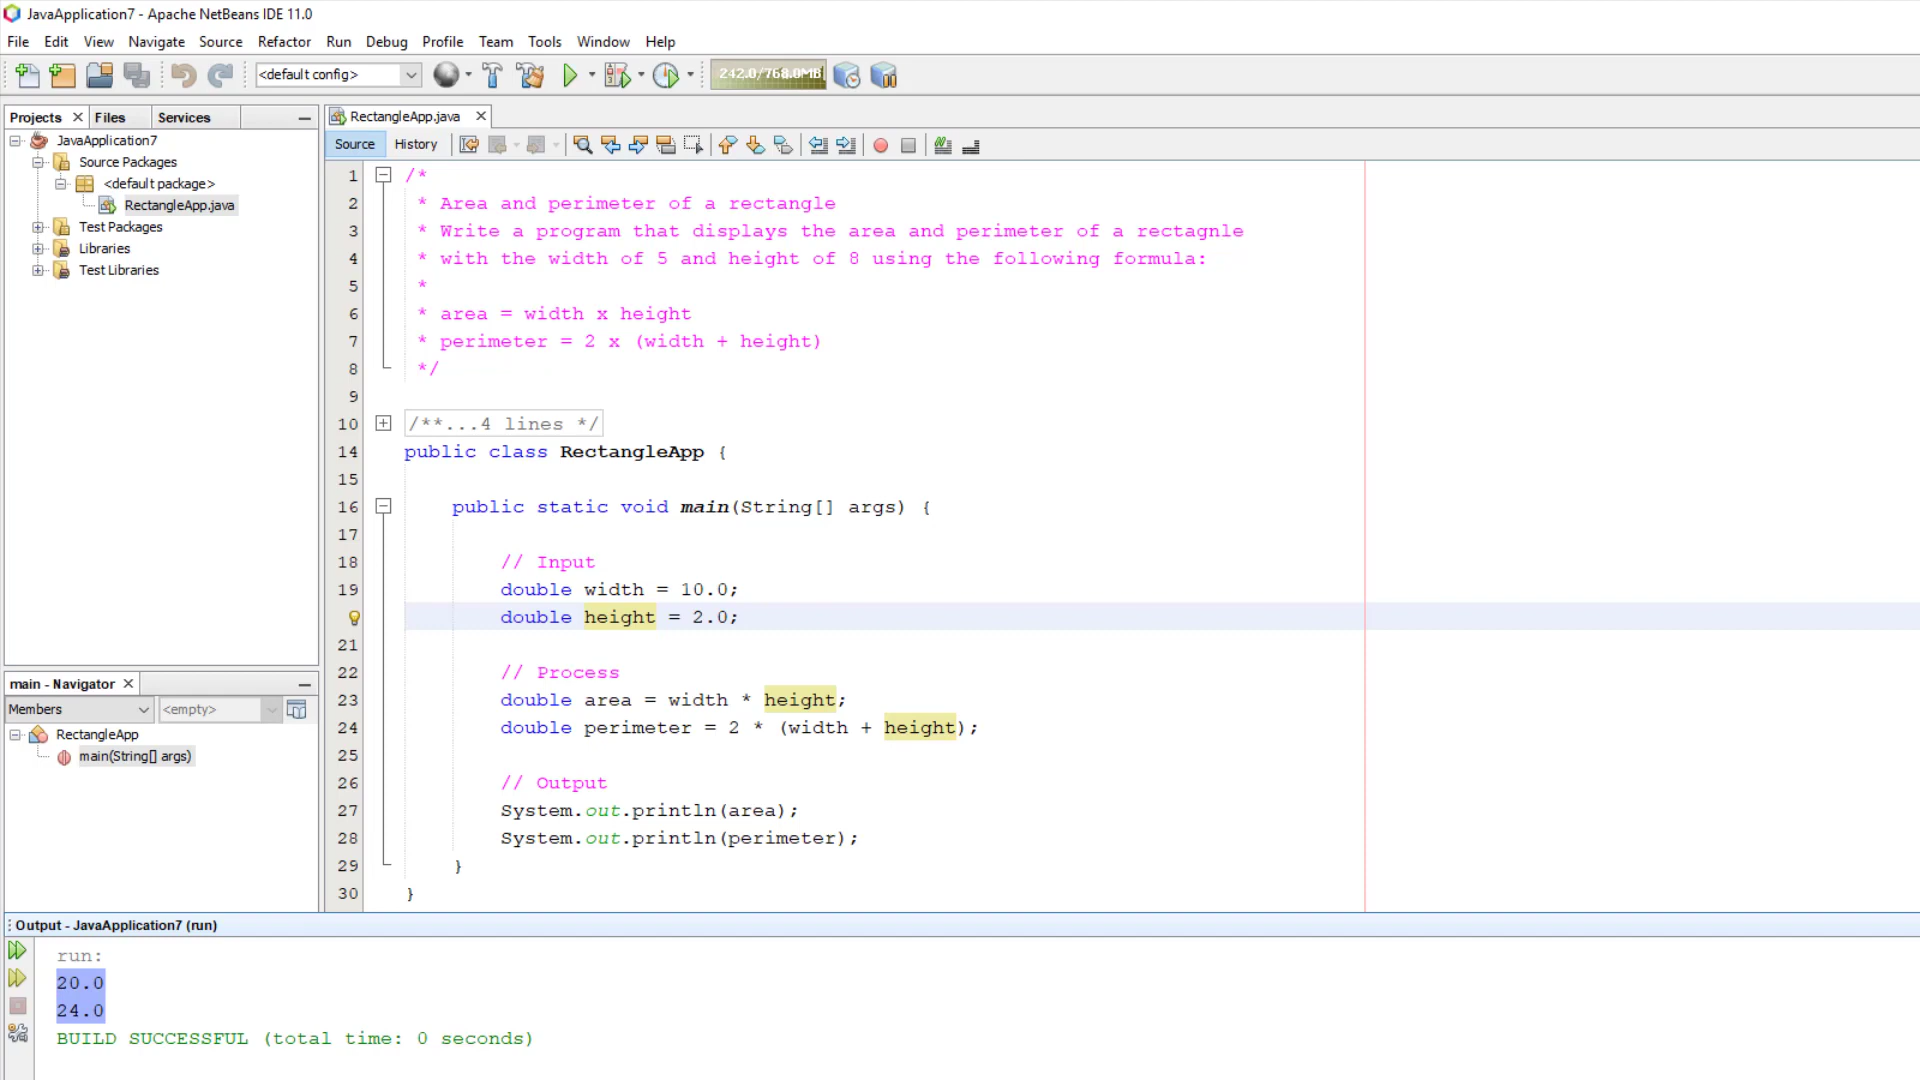 JavaApplication7 - Apache NetBeans IDE 11.0
File Edit View Navigate Source Refactor Run Debug Profile Team Tools Window Help
<default config>
242.0/768.0MB
Projects Files Services
JavaApplication7
Source Packages
<default package>
RectangleApp.java
Test Packages
Libraries
Test Libraries
main - Navigator
Members <empty>
RectangleApp
main(String[] args)
RectangleApp.java
Source History
1 /*
2 * Area and perimeter of a rectangle
3 * Write a program that displays the area and perimeter of a rectagnle
4 * with the width of 5 and height of 8 using the following formula:
5 *
6 * area = width x height
7 * perimeter = 2 x (width + height)
8 */
9
10 /**...4 lines */
14 public class RectangleApp {
15
16 public static void main(String[] args) {
17
18 // Input
19 double width = 10.0;
double height = 2.0;
21
22 // Process
23 double area = width * height;
24 double perimeter = 2 * (width + height);
25
26 // Output
27 System.out.println(area);
28 System.out.println(perimeter);
29 }
30 }
Output - JavaApplication7 (run)
run:
20.0
24.0
BUILD SUCCESSFUL (total time: 0 seconds)